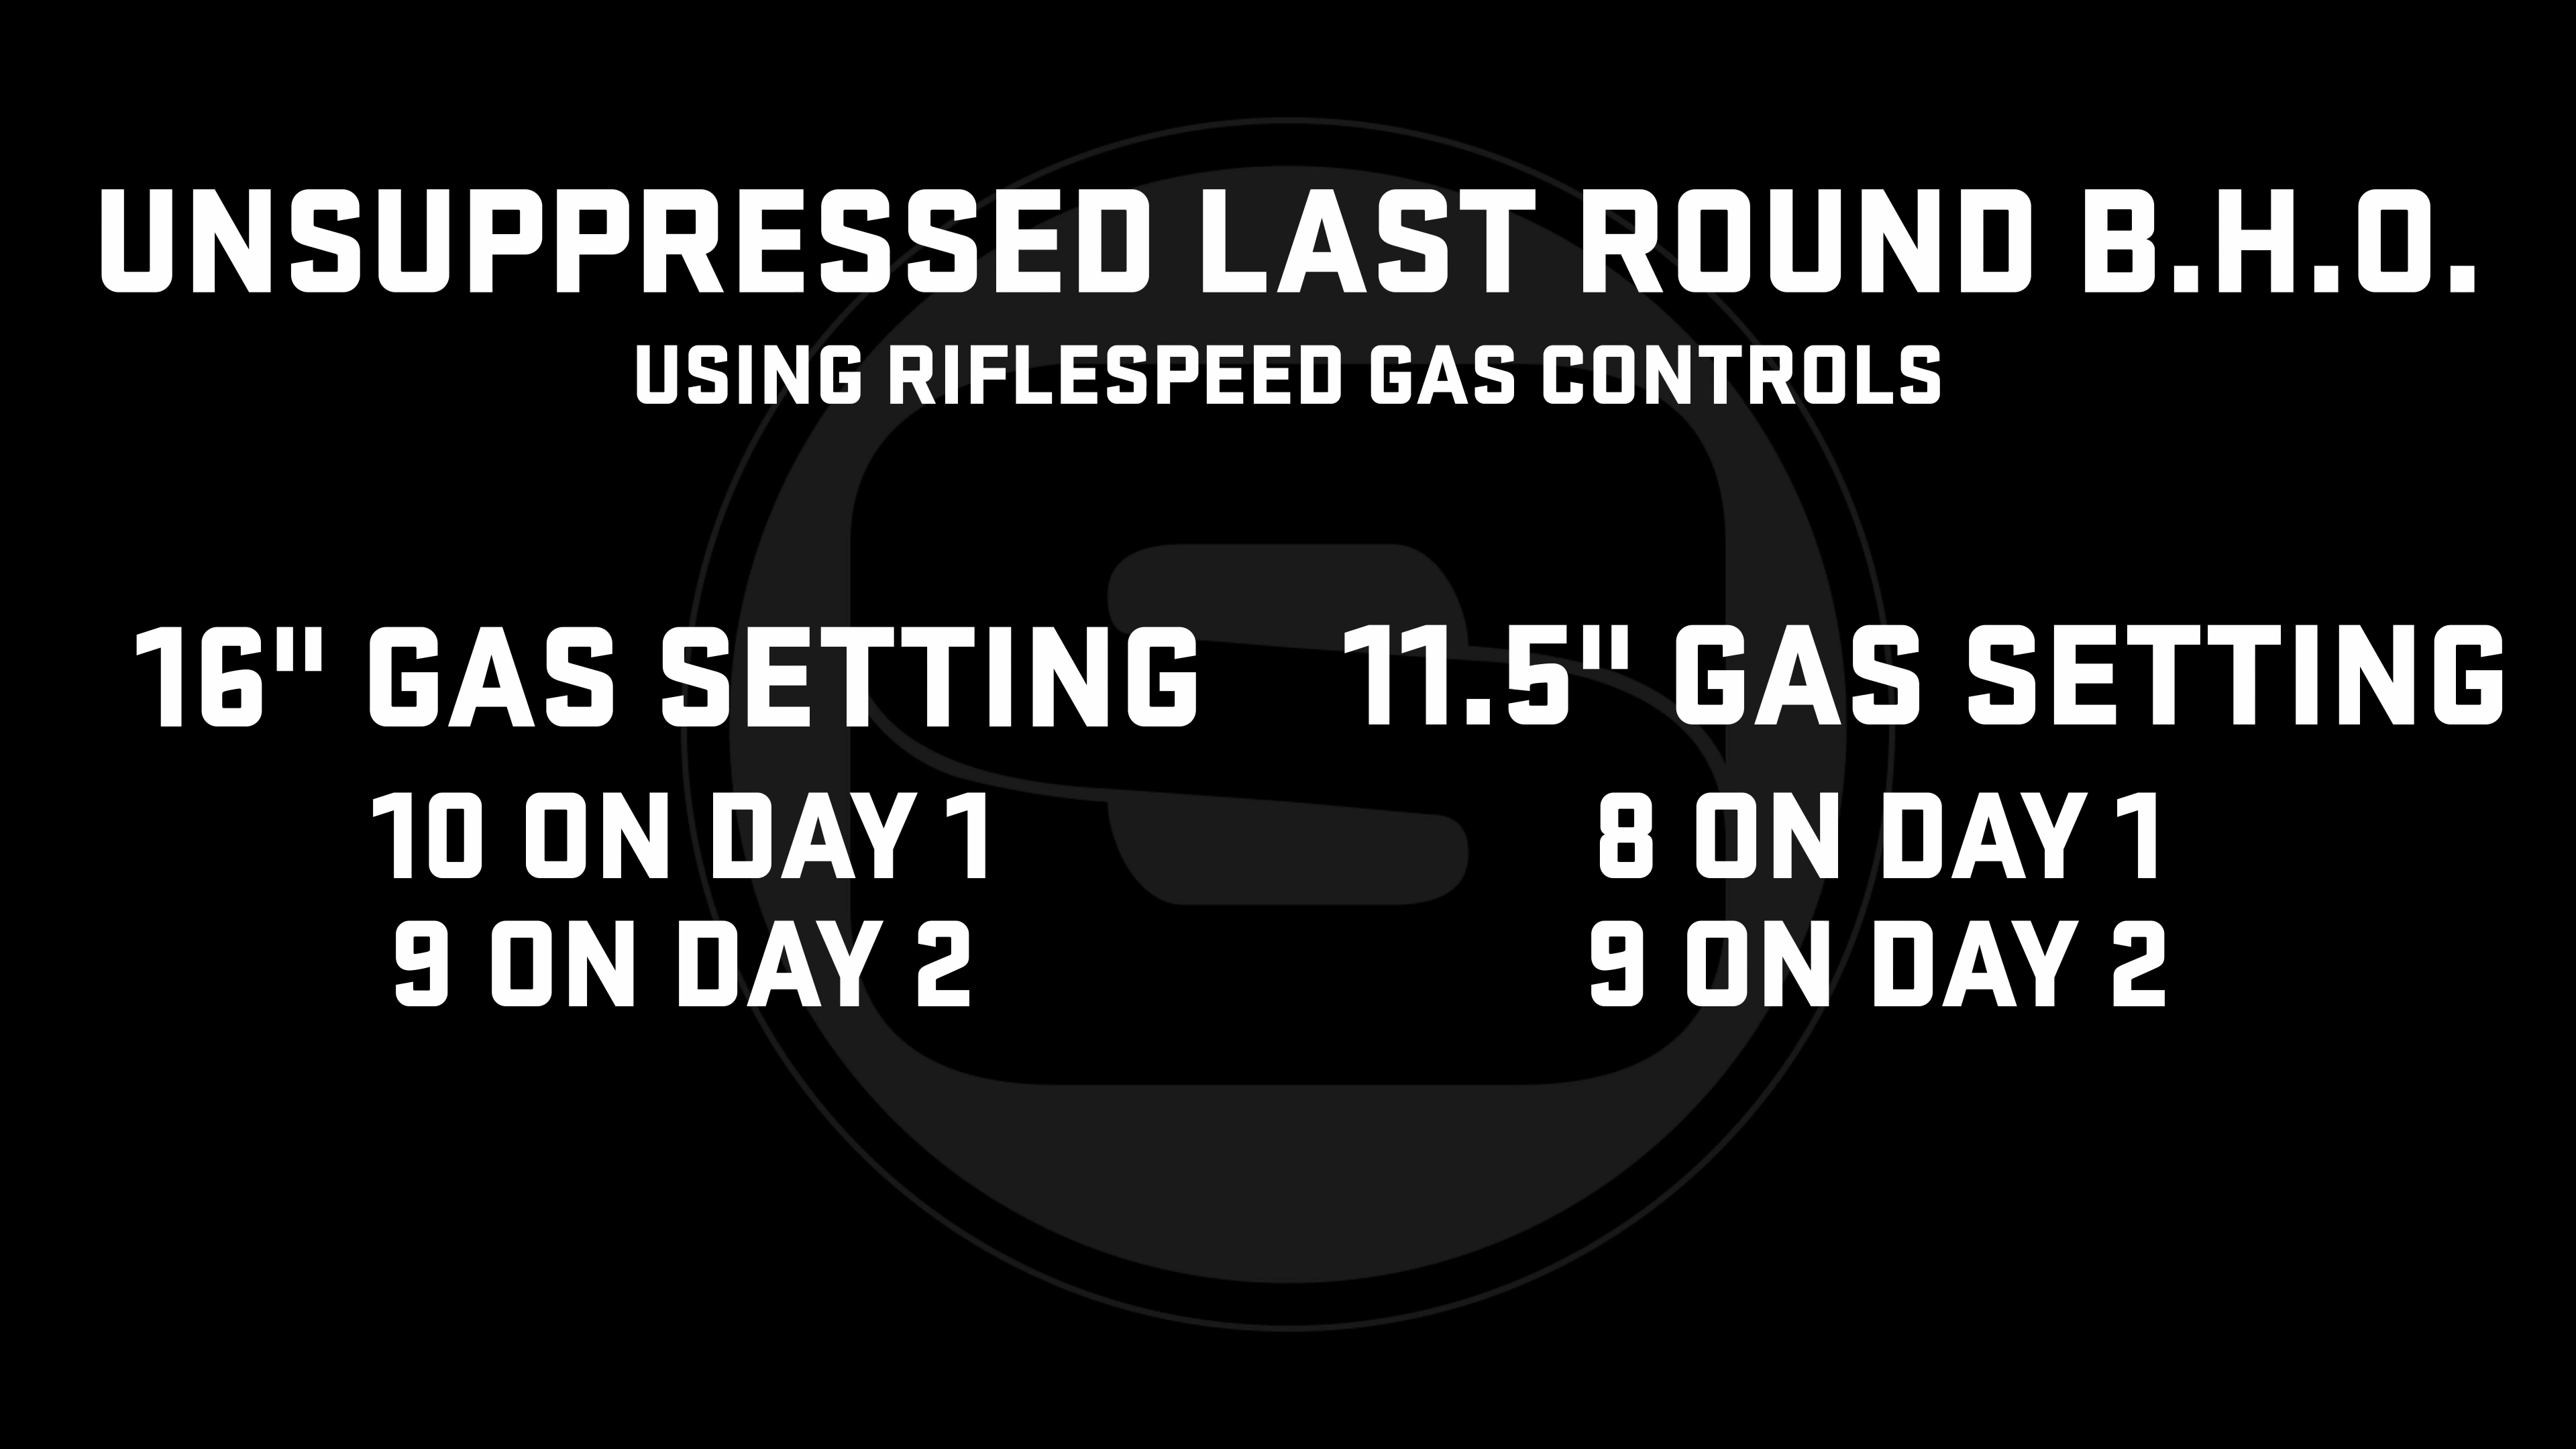 UNSUPPRESSED LAST ROUND B.H.O.
USING RIFLESPEED GAS CONTROLS
16" GAS SETTING
10 ON DAY 1
9 ON DAY 2
11.5" GAS SETTING
8 ON DAY 1
9 ON DAY 2